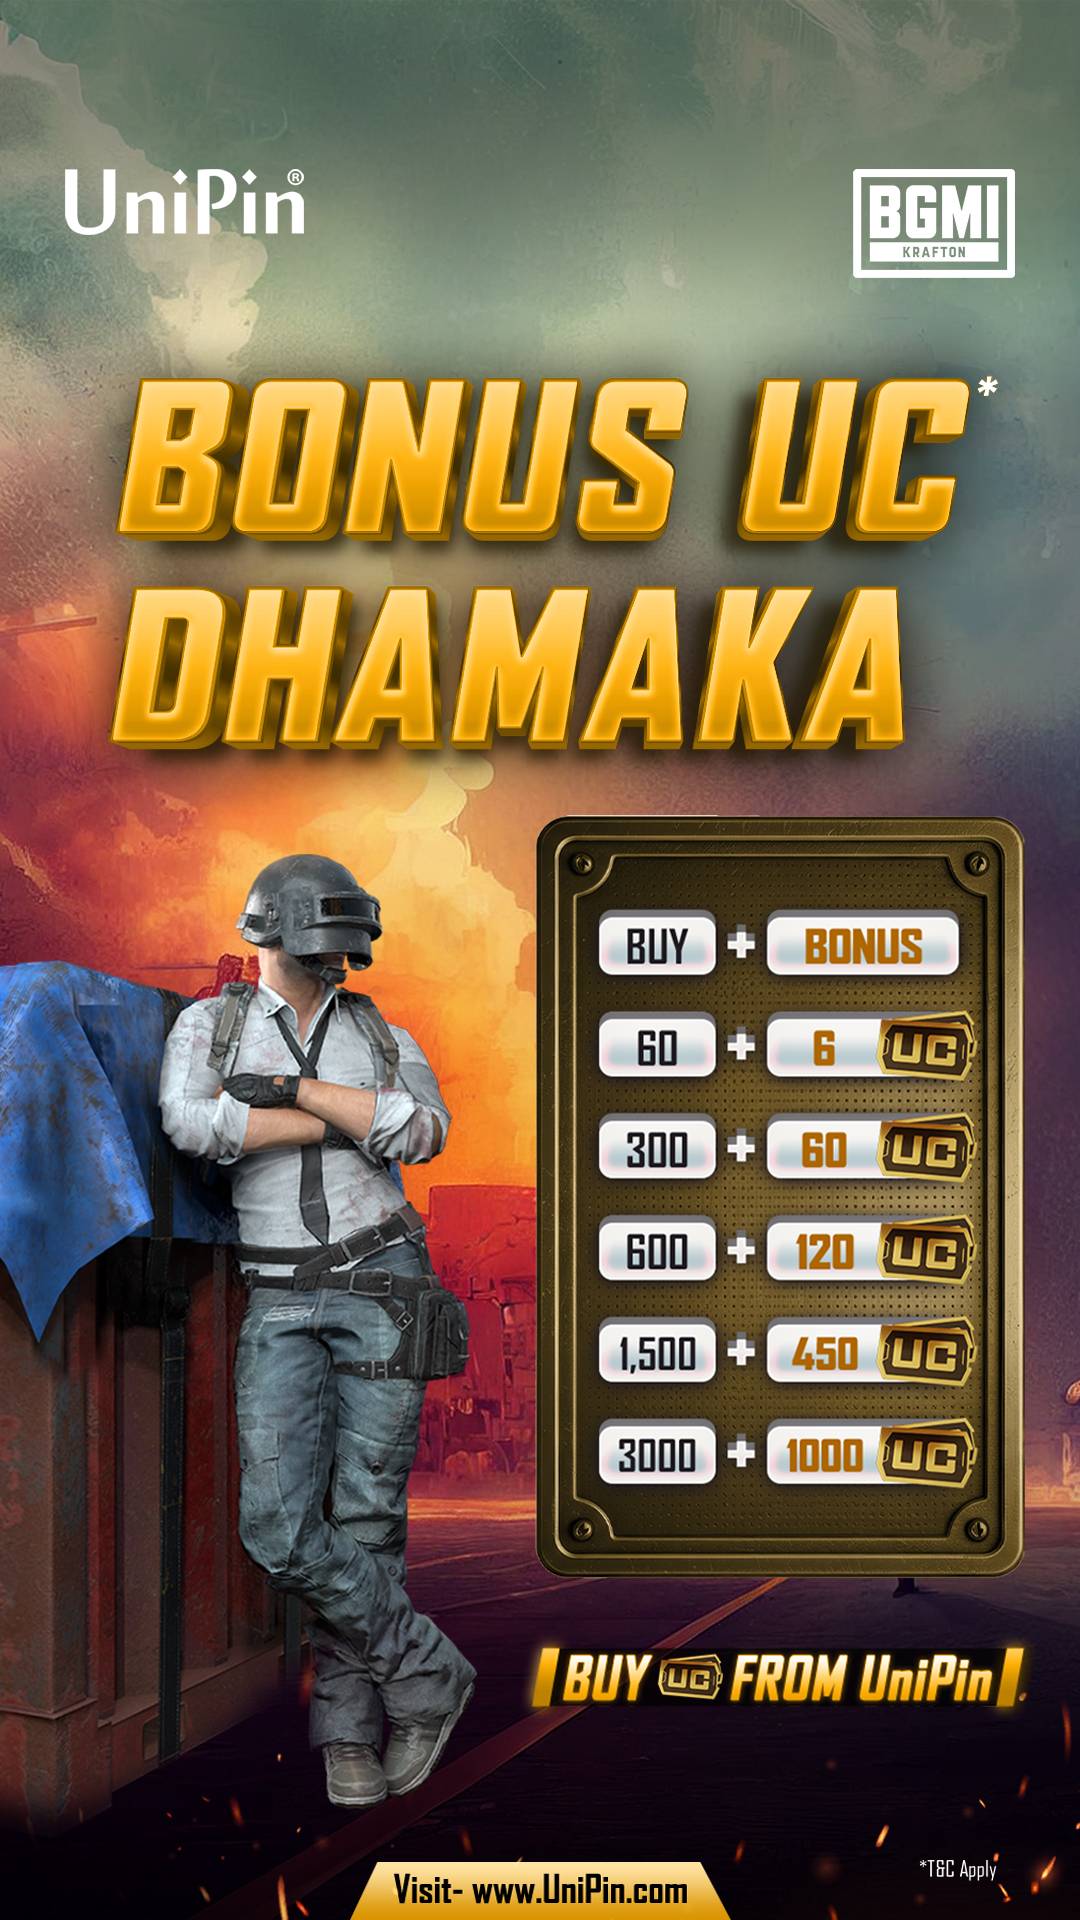 UniPin®
BGMI
KRAFTON
BONUS UC*
DHAMAKA
BUY + BONUS
60 + 6 UC
300 + 60 UC
600 + 120 UC
1,500 + 450 UC
3000 + 1000 UC
BUY UC FROM UniPin
*T&C Apply
Visit- www.UniPin.com